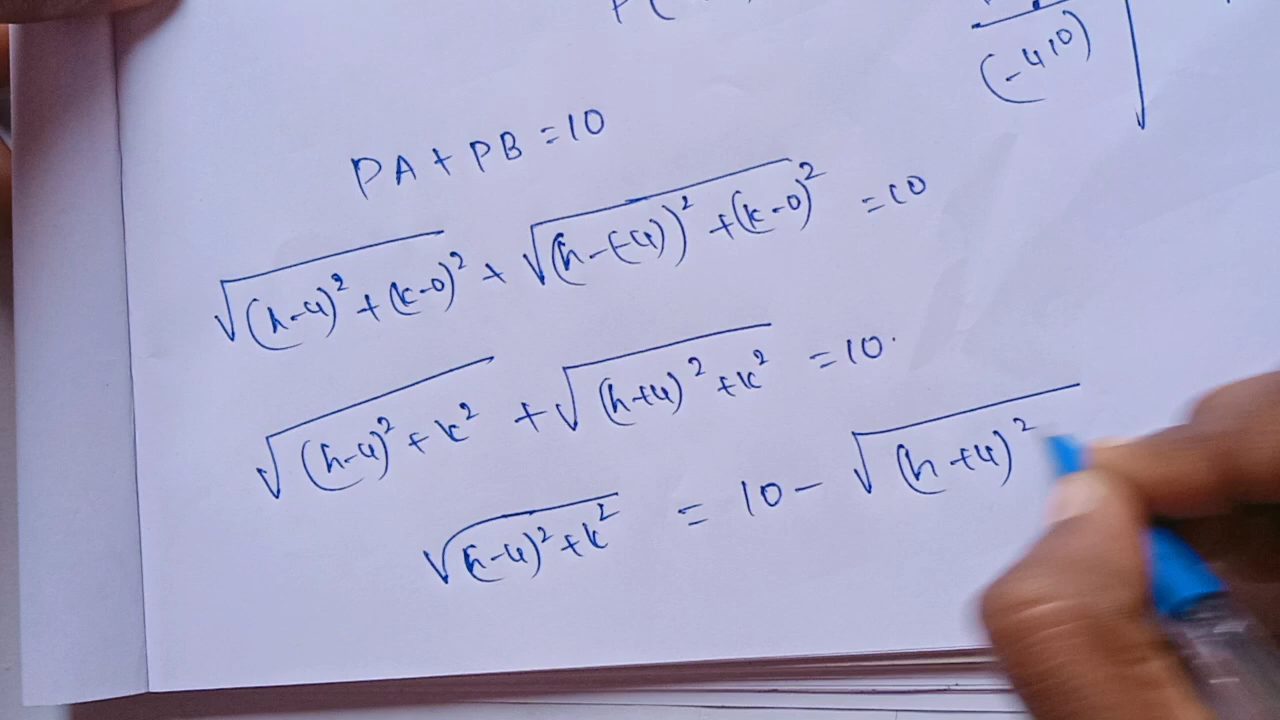 P(
(-4,0)
PA + PB = 10
√((h-4)² + (k-0)²) + √((h-(-4))² + (k-0)²) = 10
√((h-4)² + k²) + √((h+4)² + k²) = 10.
√((h-4)² + k²) = 10 - √((h+4)²